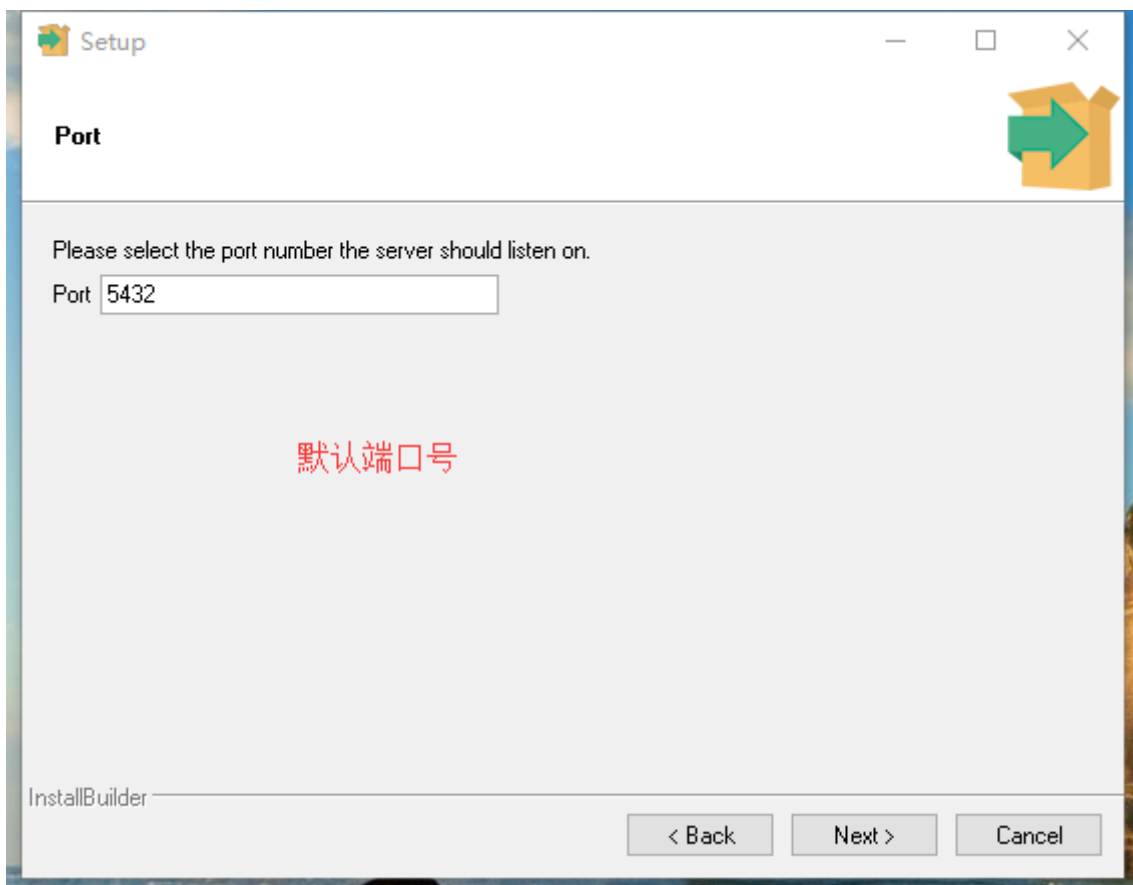 Setup
Port
Please select the port number the server should listen on.
Port 5432
默认端口号
InstallBuilder
< Back Next > Cancel